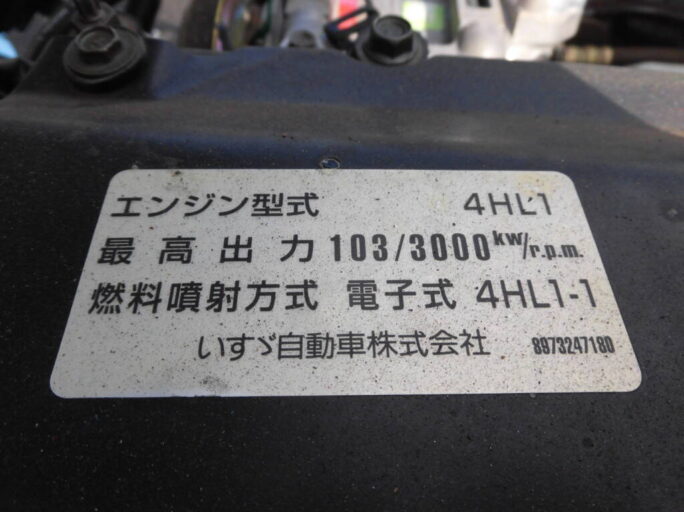 エンジン型式 4HL1
最高出力 103/3000kw/r.p.m.
燃料噴射方式 電子式 4HL1-1
いすゞ自動車株式会社 8973247180